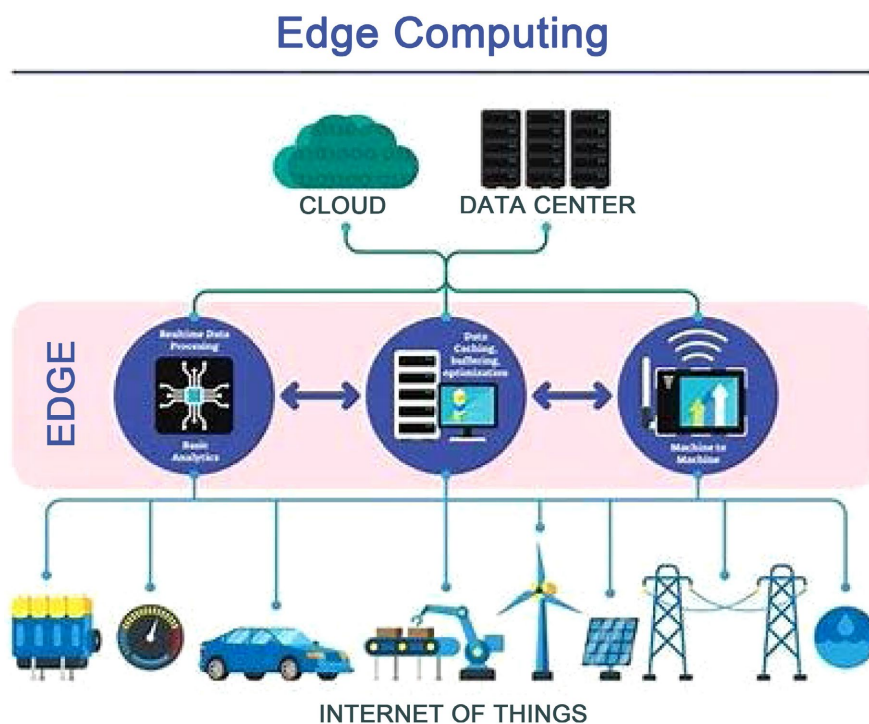 Edge Computing
CLOUD
DATA CENTER
EDGE
Realtime Data
Procesing
Basic
Analytics
Data
Caching,
buffering,
optimization
Machine to
Machine
INTERNET OF THINGS